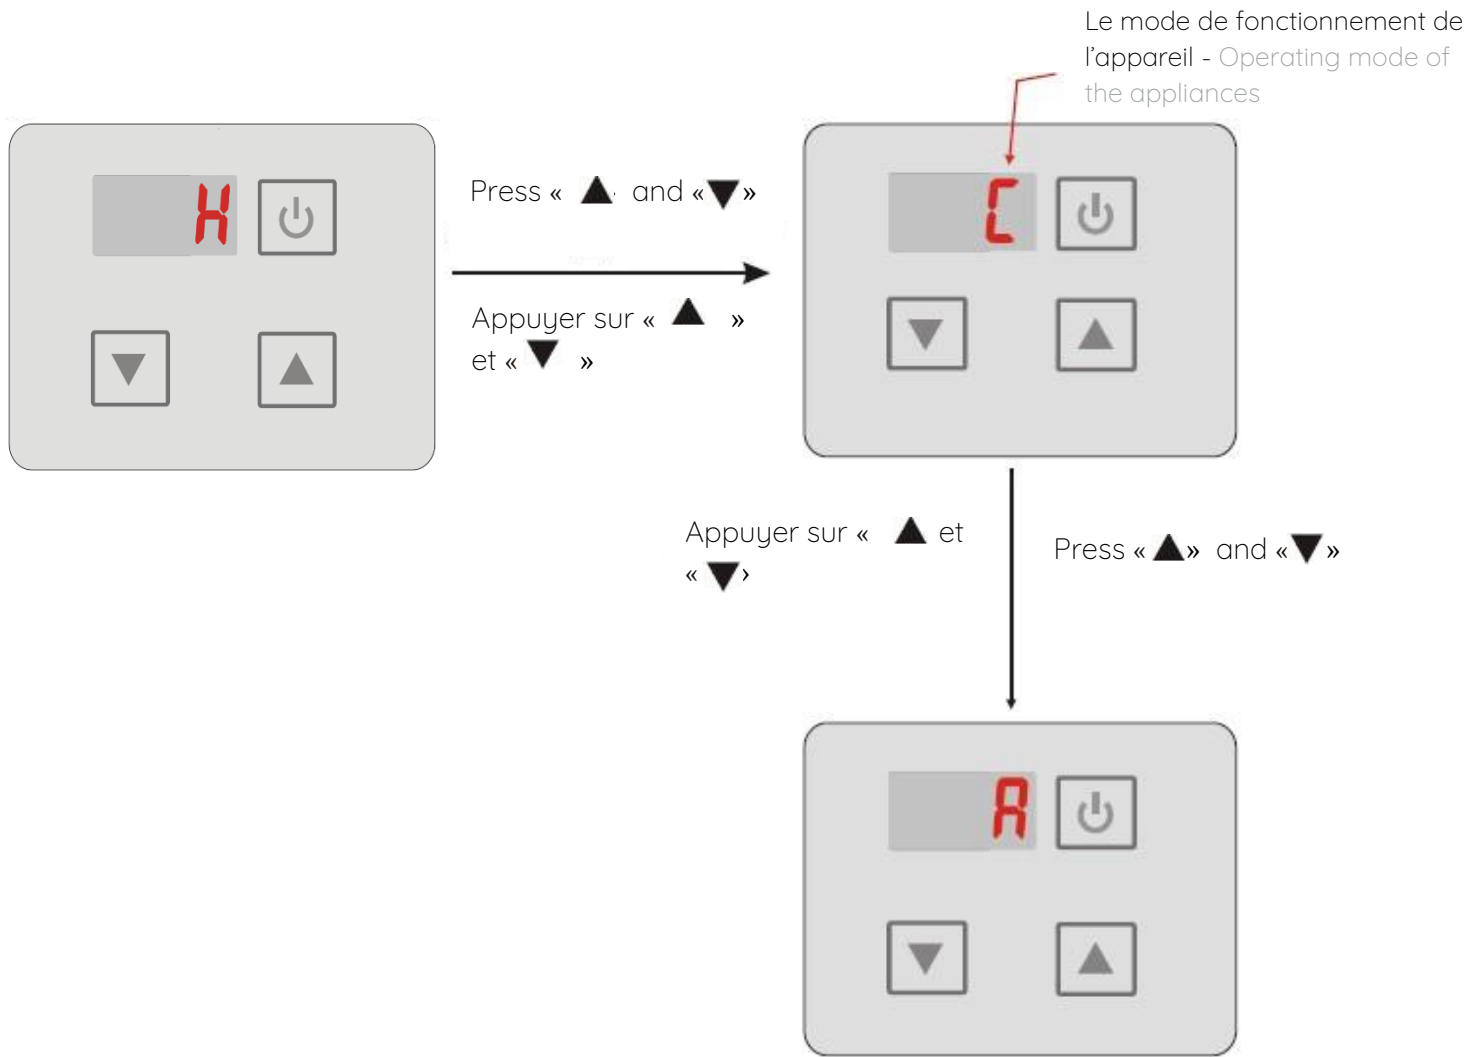 Le mode de fonctionnement de
l'appareil - Operating mode of
the appliances
H
Press « ▲ and «▼»
Appuyer sur « ▲ »
et « ▼ »
C
Appuyer sur « ▲ et
« ▼›
Press «▲» and «▼»
A